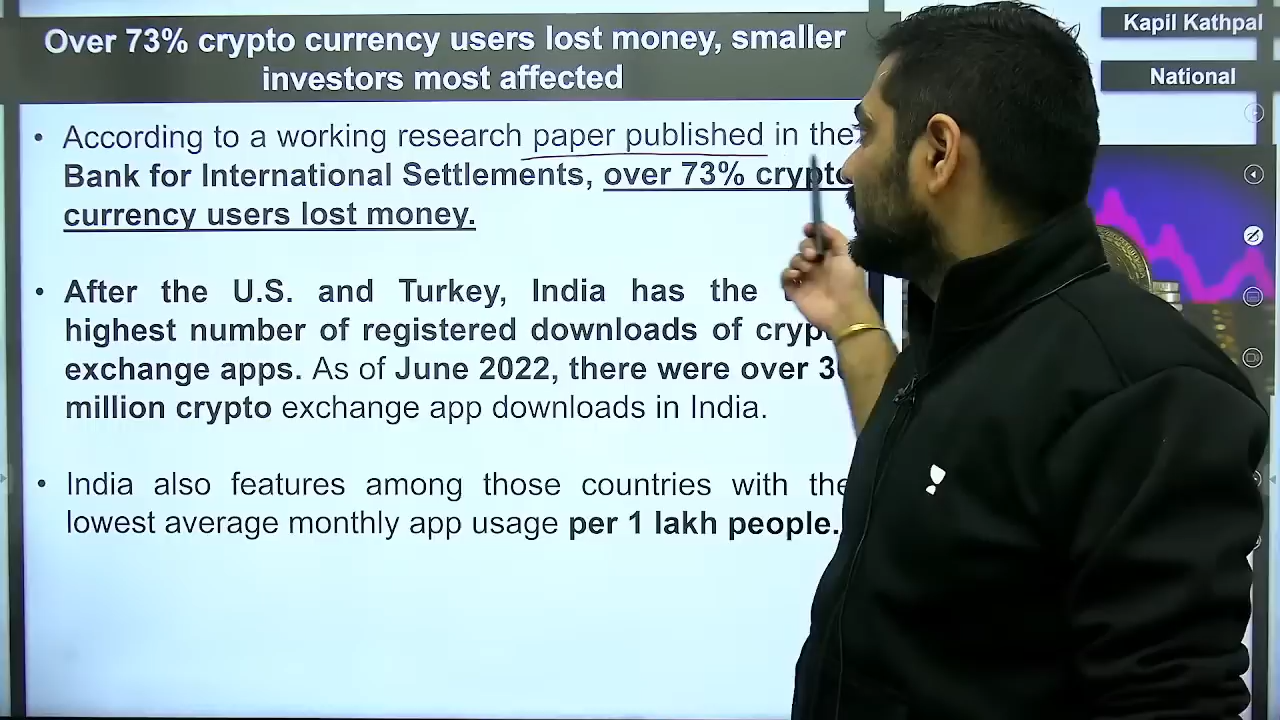 Over 73% crypto currency users lost money, smaller
investors most affected
Kapil Kathpal
National
• According to a working research paper published in the
Bank for International Settlements, over 73%
currency users lost money.
• After the U.S. and Turkey, India has the
highest number of registered downloads of
exchange apps. As of June 2022, there were over
million crypto exchange app downloads in India.
• India also features among those countries with the
lowest average monthly app usage per 1 lakh people.